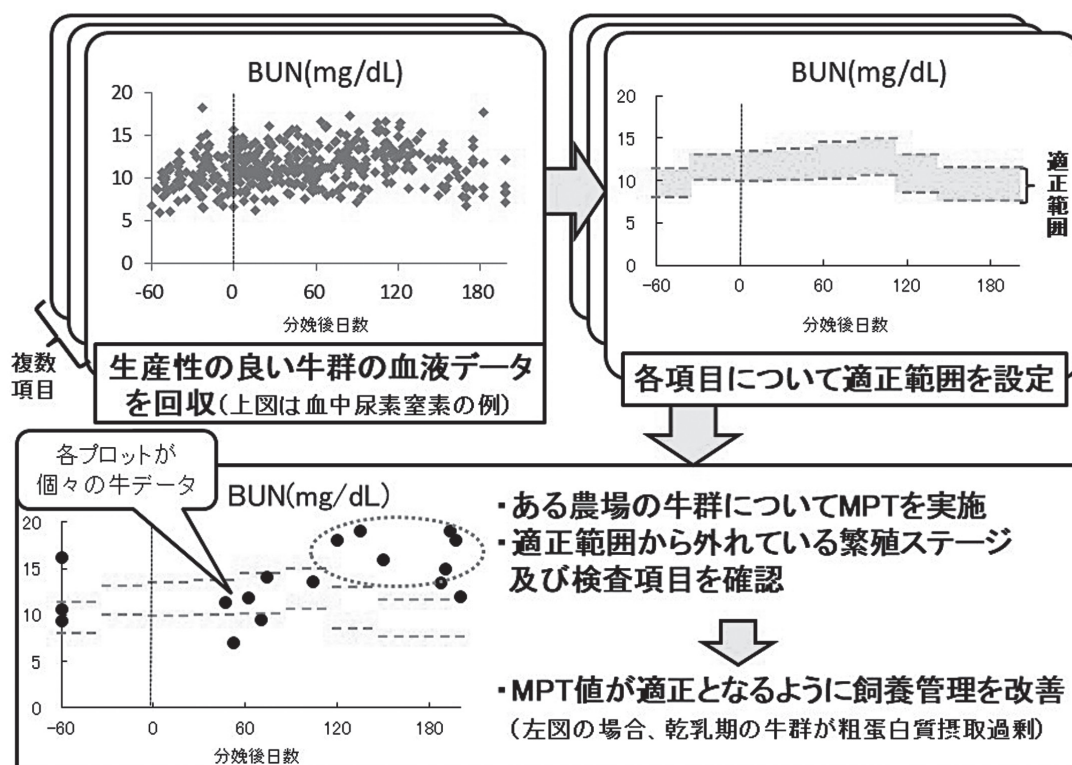 BUN(mg/dL)
20
15
10
5
0
-60
0
60
120
180
分娩後日数
複数
項目
生産性の良い牛群の血液データ
を回収(上図は血中尿素窒素の例)
BUN(mg/dL)
20
15
10
5
0
-60
0
60
120
180
分娩後日数
適正範囲
各項目について適正範囲を設定
各プロットが
個々の牛データ
BUN(mg/dL)
20
15
10
5
0
-60
0
60
120
180
分娩後日数
・ある農場の牛群についてMPTを実施
・適正範囲から外れている繁殖ステージ
及び検査項目を確認
・MPT値が適正となるように飼養管理を改善
(左図の場合、乾乳期の牛群が粗蛋白質摂取過剰)